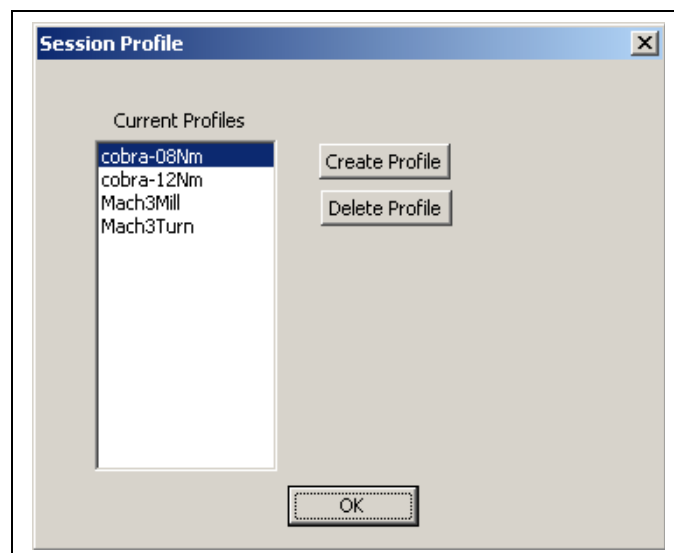 Session Profile
Current Profiles
cobra-08Nm
cobra-12Nm
Mach3Mill
Mach3Turn
Create Profile
Delete Profile
OK